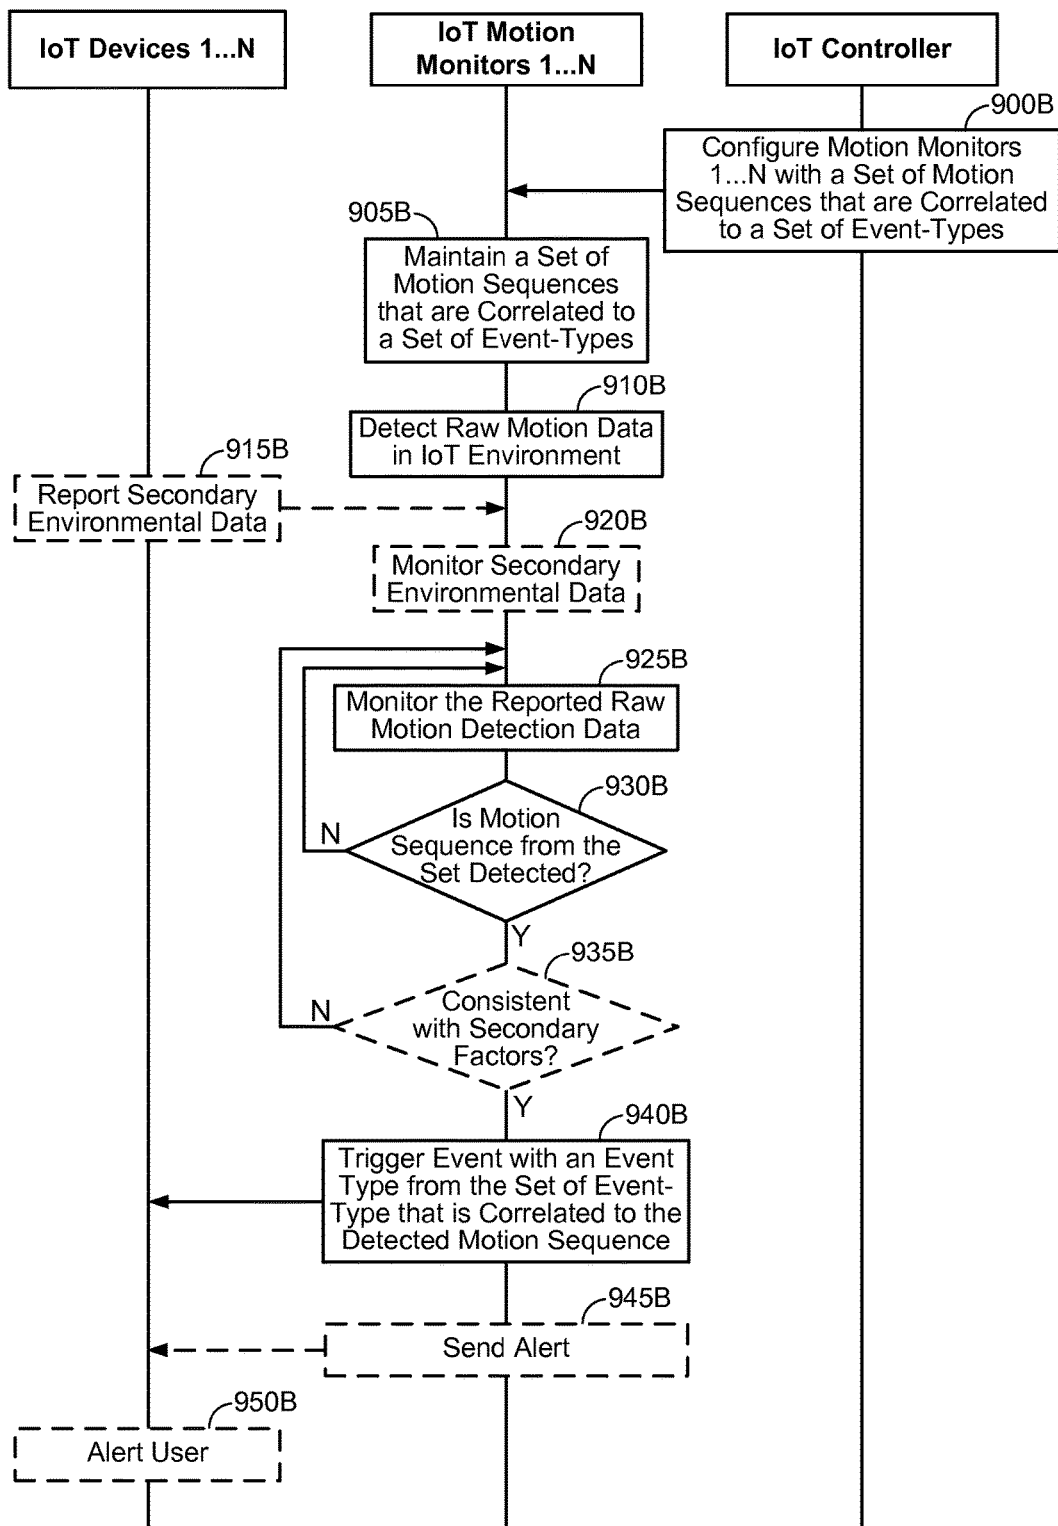 IoT Devices 1...N
IoT Motion
Monitors 1...N
IoT Controller
900B
Configure Motion Monitors
1...N with a Set of Motion
Sequences that are Correlated
to a Set of Event-Types
905B
Maintain a Set of
Motion Sequences
that are Correlated to
a Set of Event-Types
910B
Detect Raw Motion Data
in IoT Environment
915B
Report Secondary
Environmental Data
920B
Monitor Secondary
Environmental Data
925B
Monitor the Reported Raw
Motion Detection Data
930B
Is Motion
Sequence from the
Set Detected?
N
Y
935B
Consistent
with Secondary
Factors?
N
Y
940B
Trigger Event with an Event
Type from the Set of Event-
Type that is Correlated to the
Detected Motion Sequence
945B
Send Alert
950B
Alert User